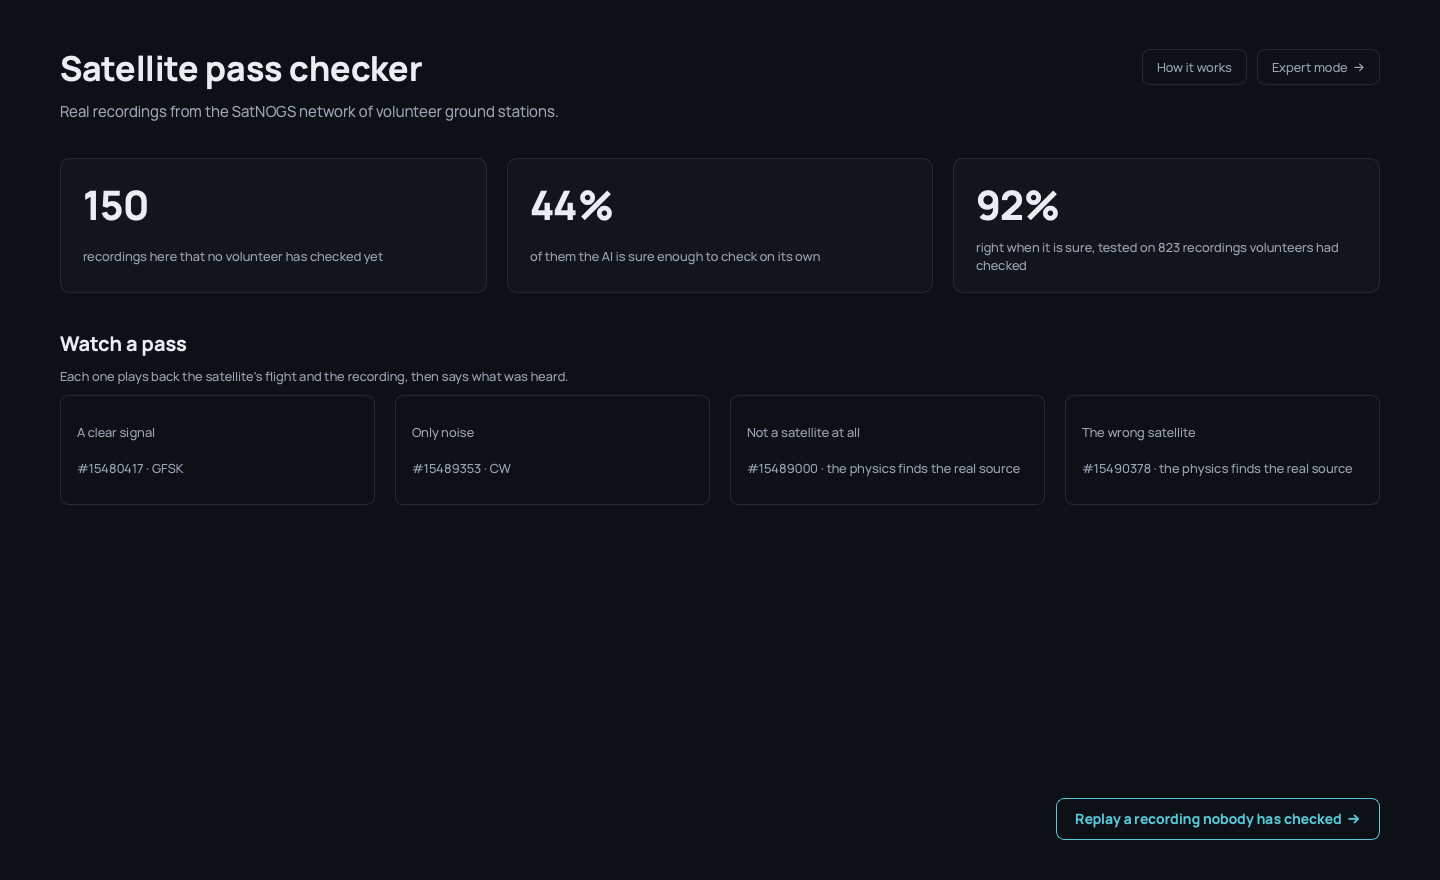 Satellite pass checker
How it works
Expert mode →
Real recordings from the SatNOGS network of volunteer ground stations.
150
recordings here that no volunteer has checked yet
44%
of them the AI is sure enough to check on its own
92%
right when it is sure, tested on 823 recordings volunteers had
checked
Watch a pass
Each one plays back the satellite's flight and the recording, then says what was heard.
A clear signal
#15480417 · GFSK
Only noise
#15489353 · CW
Not a satellite at all
#15489000 · the physics finds the real source
The wrong satellite
#15490378 · the physics finds the real source
Replay a recording nobody has checked →